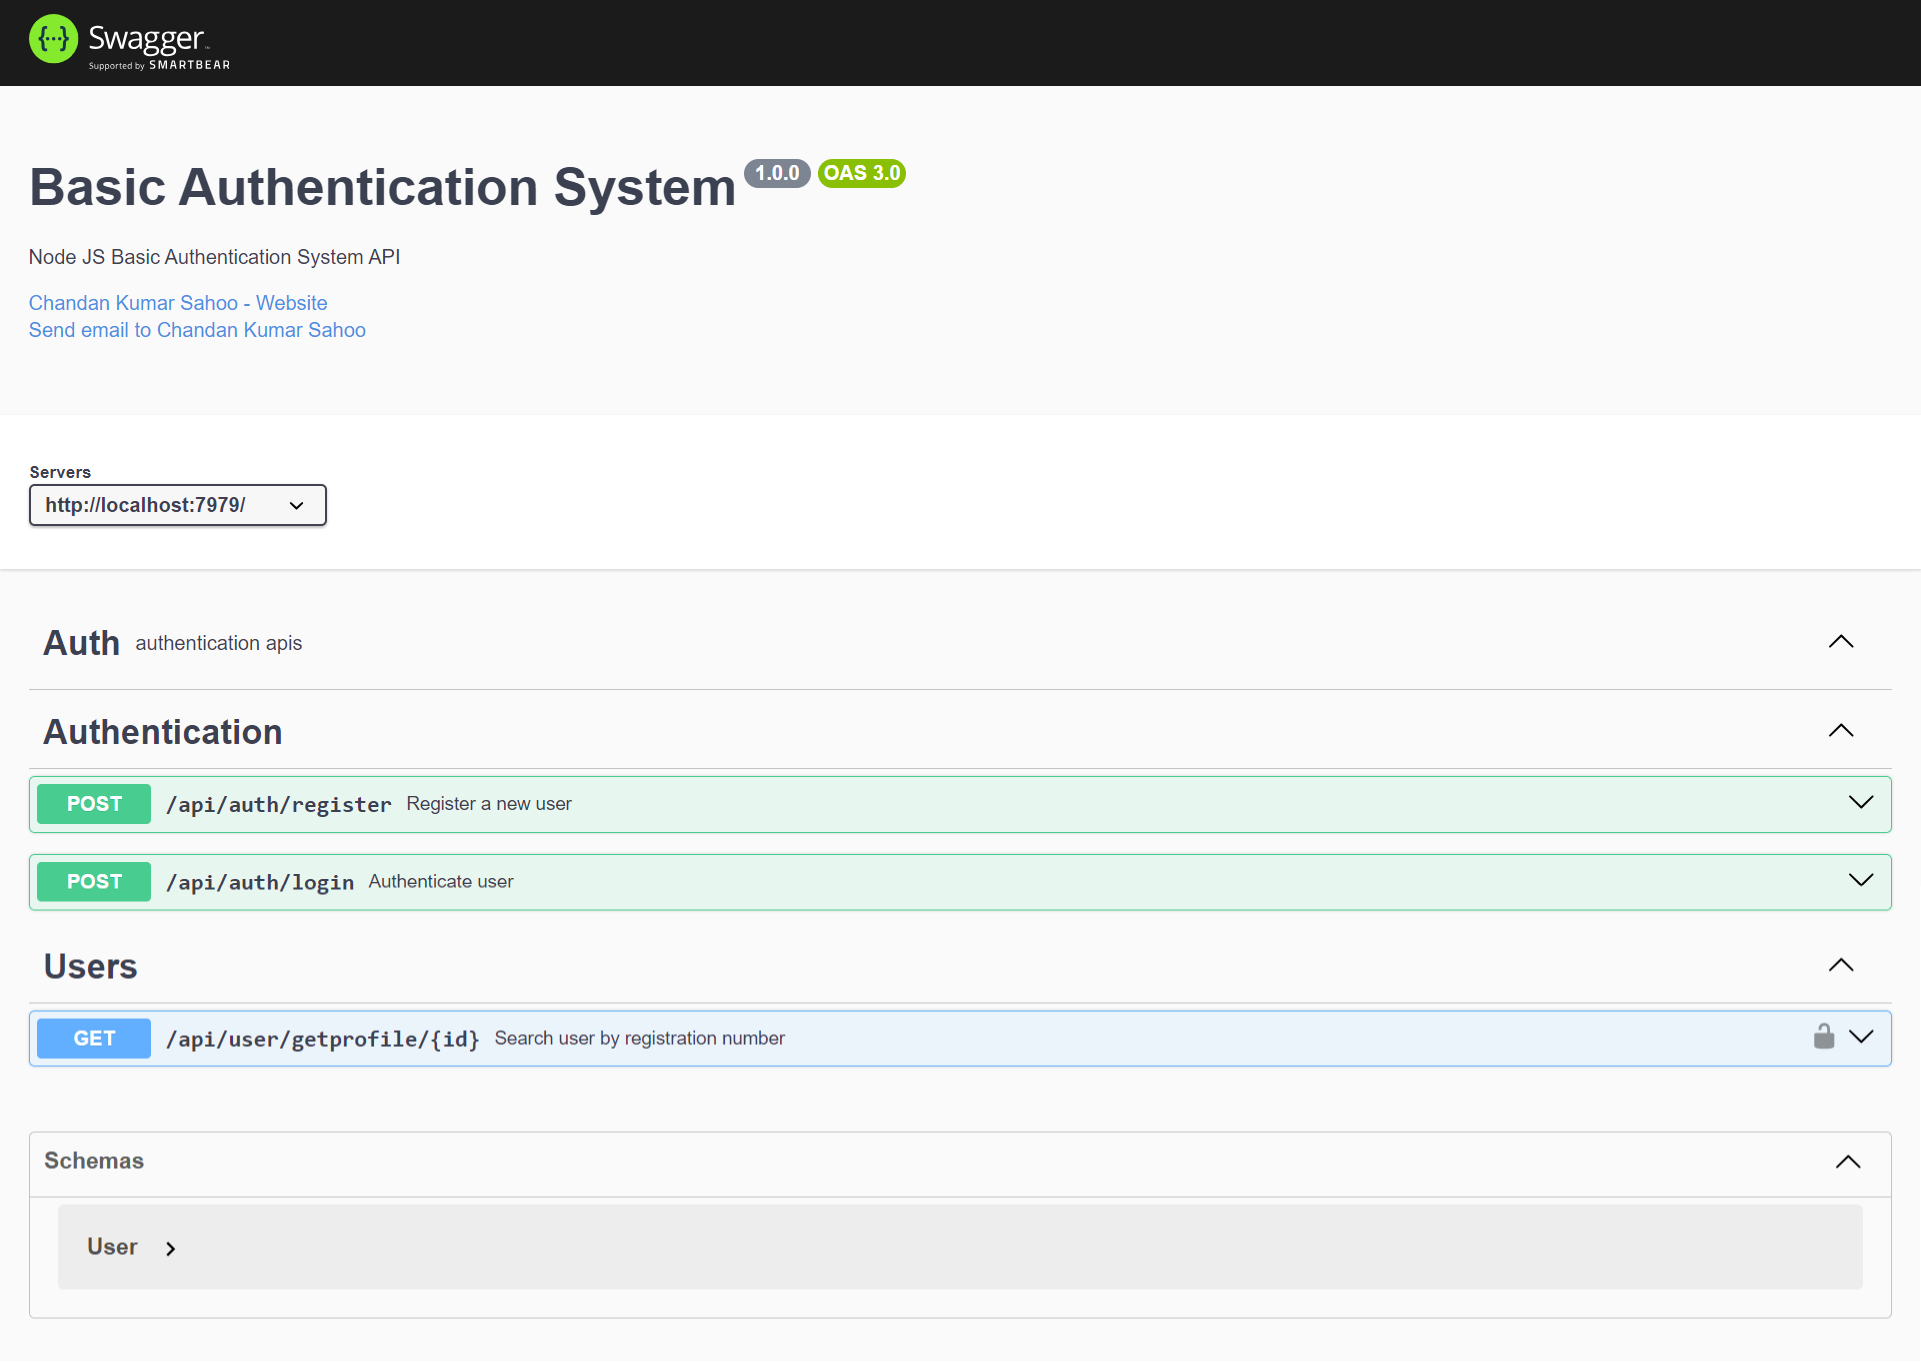 Swagger™
Supported by SMARTBEAR
Basic Authentication System 1.0.0 OAS 3.0
Node JS Basic Authentication System API
Chandan Kumar Sahoo - Website
Send email to Chandan Kumar Sahoo
Servers
http://localhost:7979/
Auth authentication apis
Authentication
POST /api/auth/register Register a new user
POST /api/auth/login Authenticate user
Users
GET /api/user/getprofile/{id} Search user by registration number
Schemas
User